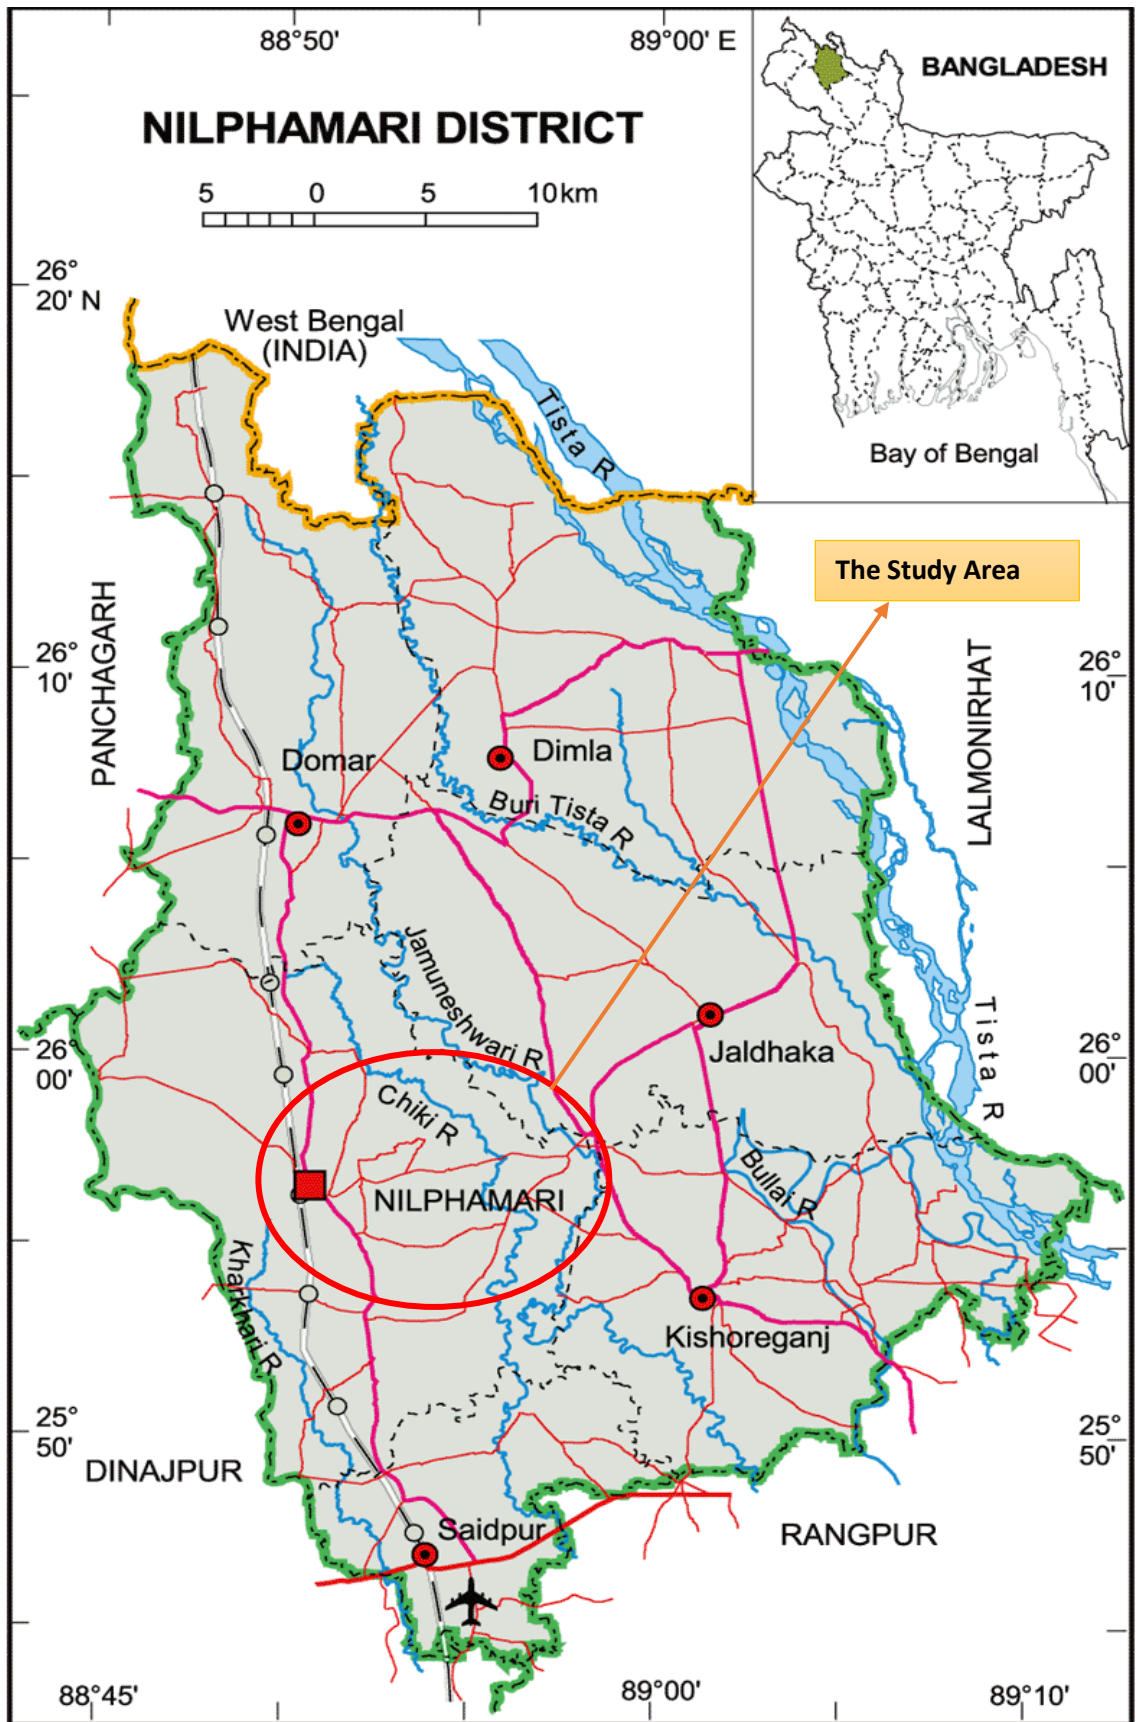 88°50'
89°00' E
BANGLADESH
NILPHAMARI DISTRICT
5 0 5 10km
26°
20' N
West Bengal
(INDIA)
Tista R
Bay of Bengal
The Study Area
PANCHAGARH
LALMONIRHAT
26°
10'
26°
10'
Domar
Dimla
Buri Tista R
Jamuneshwari R
Jaldhaka
Tista R
26°
00'
26°
00'
Chiki R
Bullai R
NILPHAMARI
Kharkhari R
Kishoreganj
25°
50'
25°
50'
DINAJPUR
Saidpur
RANGPUR
88°45'
89°00'
89°10'